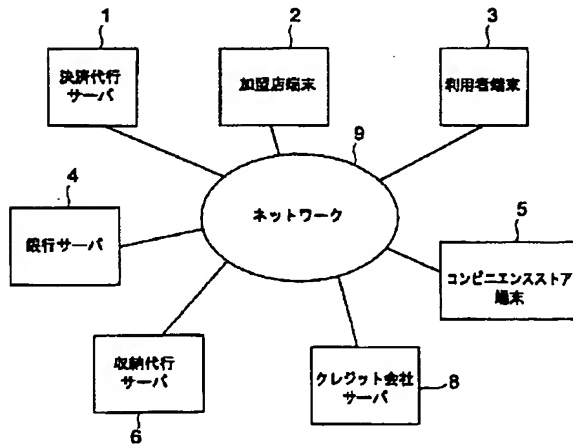 1
2
3
決済代行
サーバ
加盟店端末
利用者端末
9
4
ネットワーク
5
銀行サーバ
コンビニエンスストア
端末
収納代行
サーバ
クレジット会社
サーバ
8
6